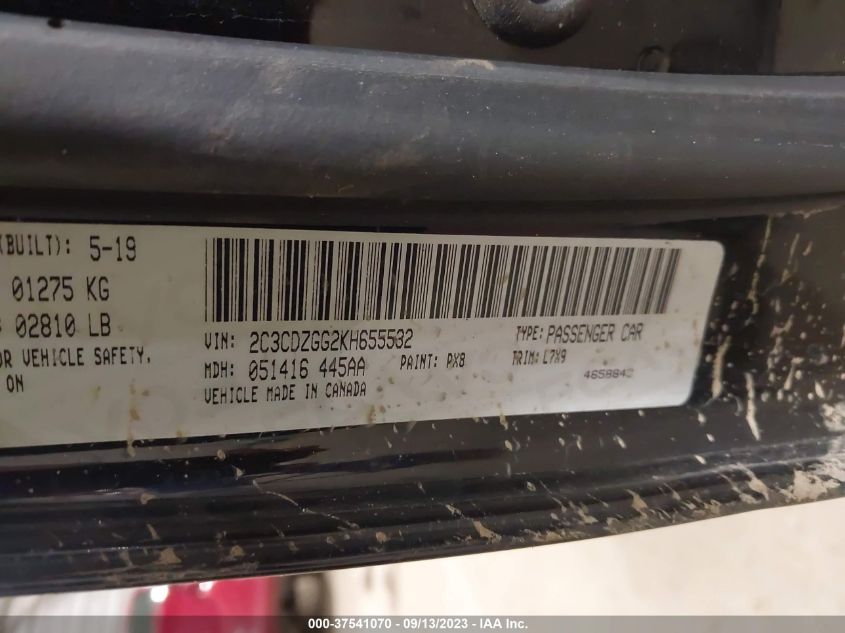 (BUILT): 5-19
01275 KG
02810 LB
OR VEHICLE SAFETY,
ON
VIN: 2C3CDZGG2KH655532
TYPE: PASSENGER CAR
MDH: 051416 445AA PAINT: PX8 TRIM: L7X9
VEHICLE MADE IN CANADA
4658842
000-37541070 - 09/13/2023 - IAA Inc.